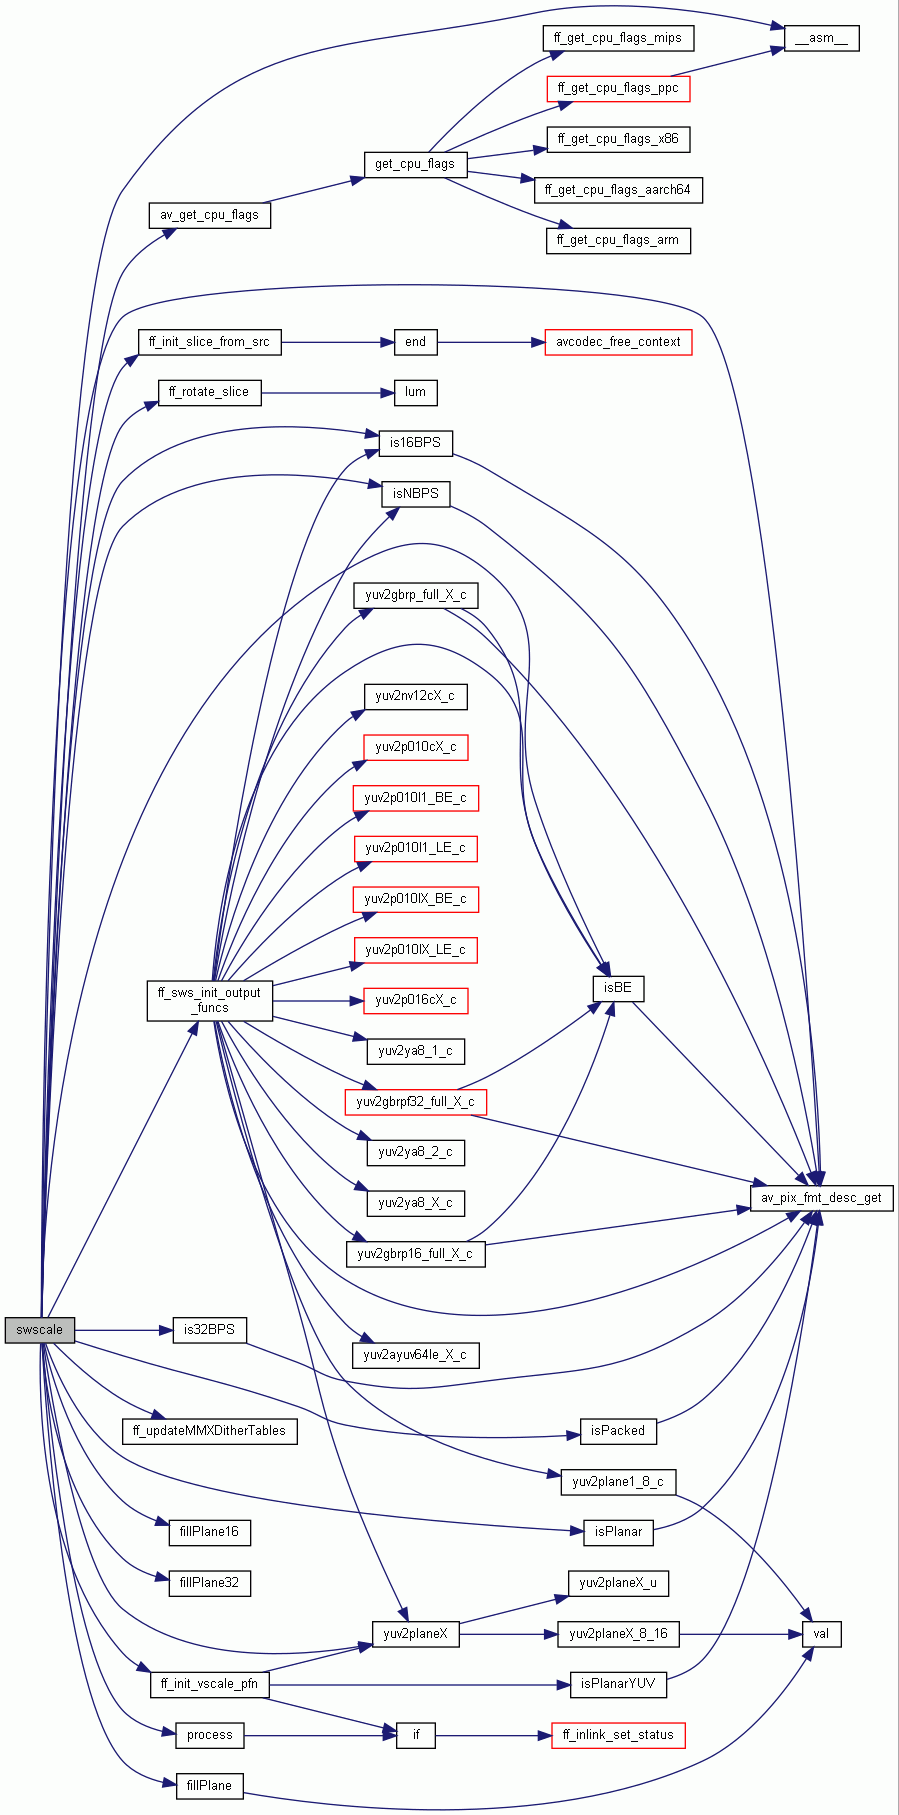 ff_get_cpu_flags_mips
__asm__
ff_get_cpu_flags_ppc
ff_get_cpu_flags_x86
get_cpu_flags
ff_get_cpu_flags_aarch64
av_get_cpu_flags
ff_get_cpu_flags_arm
ff_init_slice_from_src
end
avcodec_free_context
ff_rotate_slice
lum
is16BPS
isNBPS
yuv2gbrp_full_X_c
yuv2nv12cX_c
yuv2p010cX_c
yuv2p010l1_BE_c
yuv2p010l1_LE_c
yuv2p010lX_BE_c
yuv2p010lX_LE_c
ff_sws_init_output
_funcs
isBE
yuv2p016cX_c
yuv2ya8_1_c
yuv2gbrpf32_full_X_c
yuv2ya8_2_c
yuv2ya8_X_c
av_pix_fmt_desc_get
yuv2gbrp16_full_X_c
swscale
is32BPS
yuv2ayuv64le_X_c
ff_updateMMXDitherTables
isPacked
yuv2plane1_8_c
fillPlane16
isPlanar
fillPlane32
yuv2planeX_u
yuv2planeX
yuv2planeX_8_16
val
ff_init_vscale_pfn
isPlanarYUV
process
if
ff_inlink_set_status
fillPlane